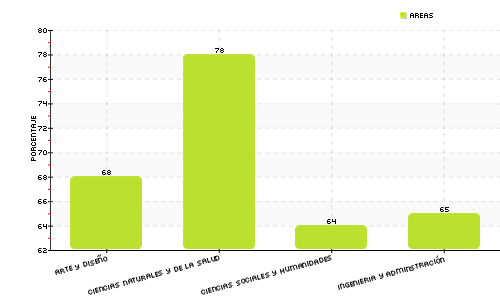 AREAS
PORCENTAJE
80
78
76
74
72
70
68
66
64
62
68
78
64
65
ARTE Y DISEÑO
CIENCIAS NATURALES Y DE LA SALUD
CIENCIAS SOCIALES Y HUMANIDADES
INGENIERIA Y ADMINSTRACIÓN